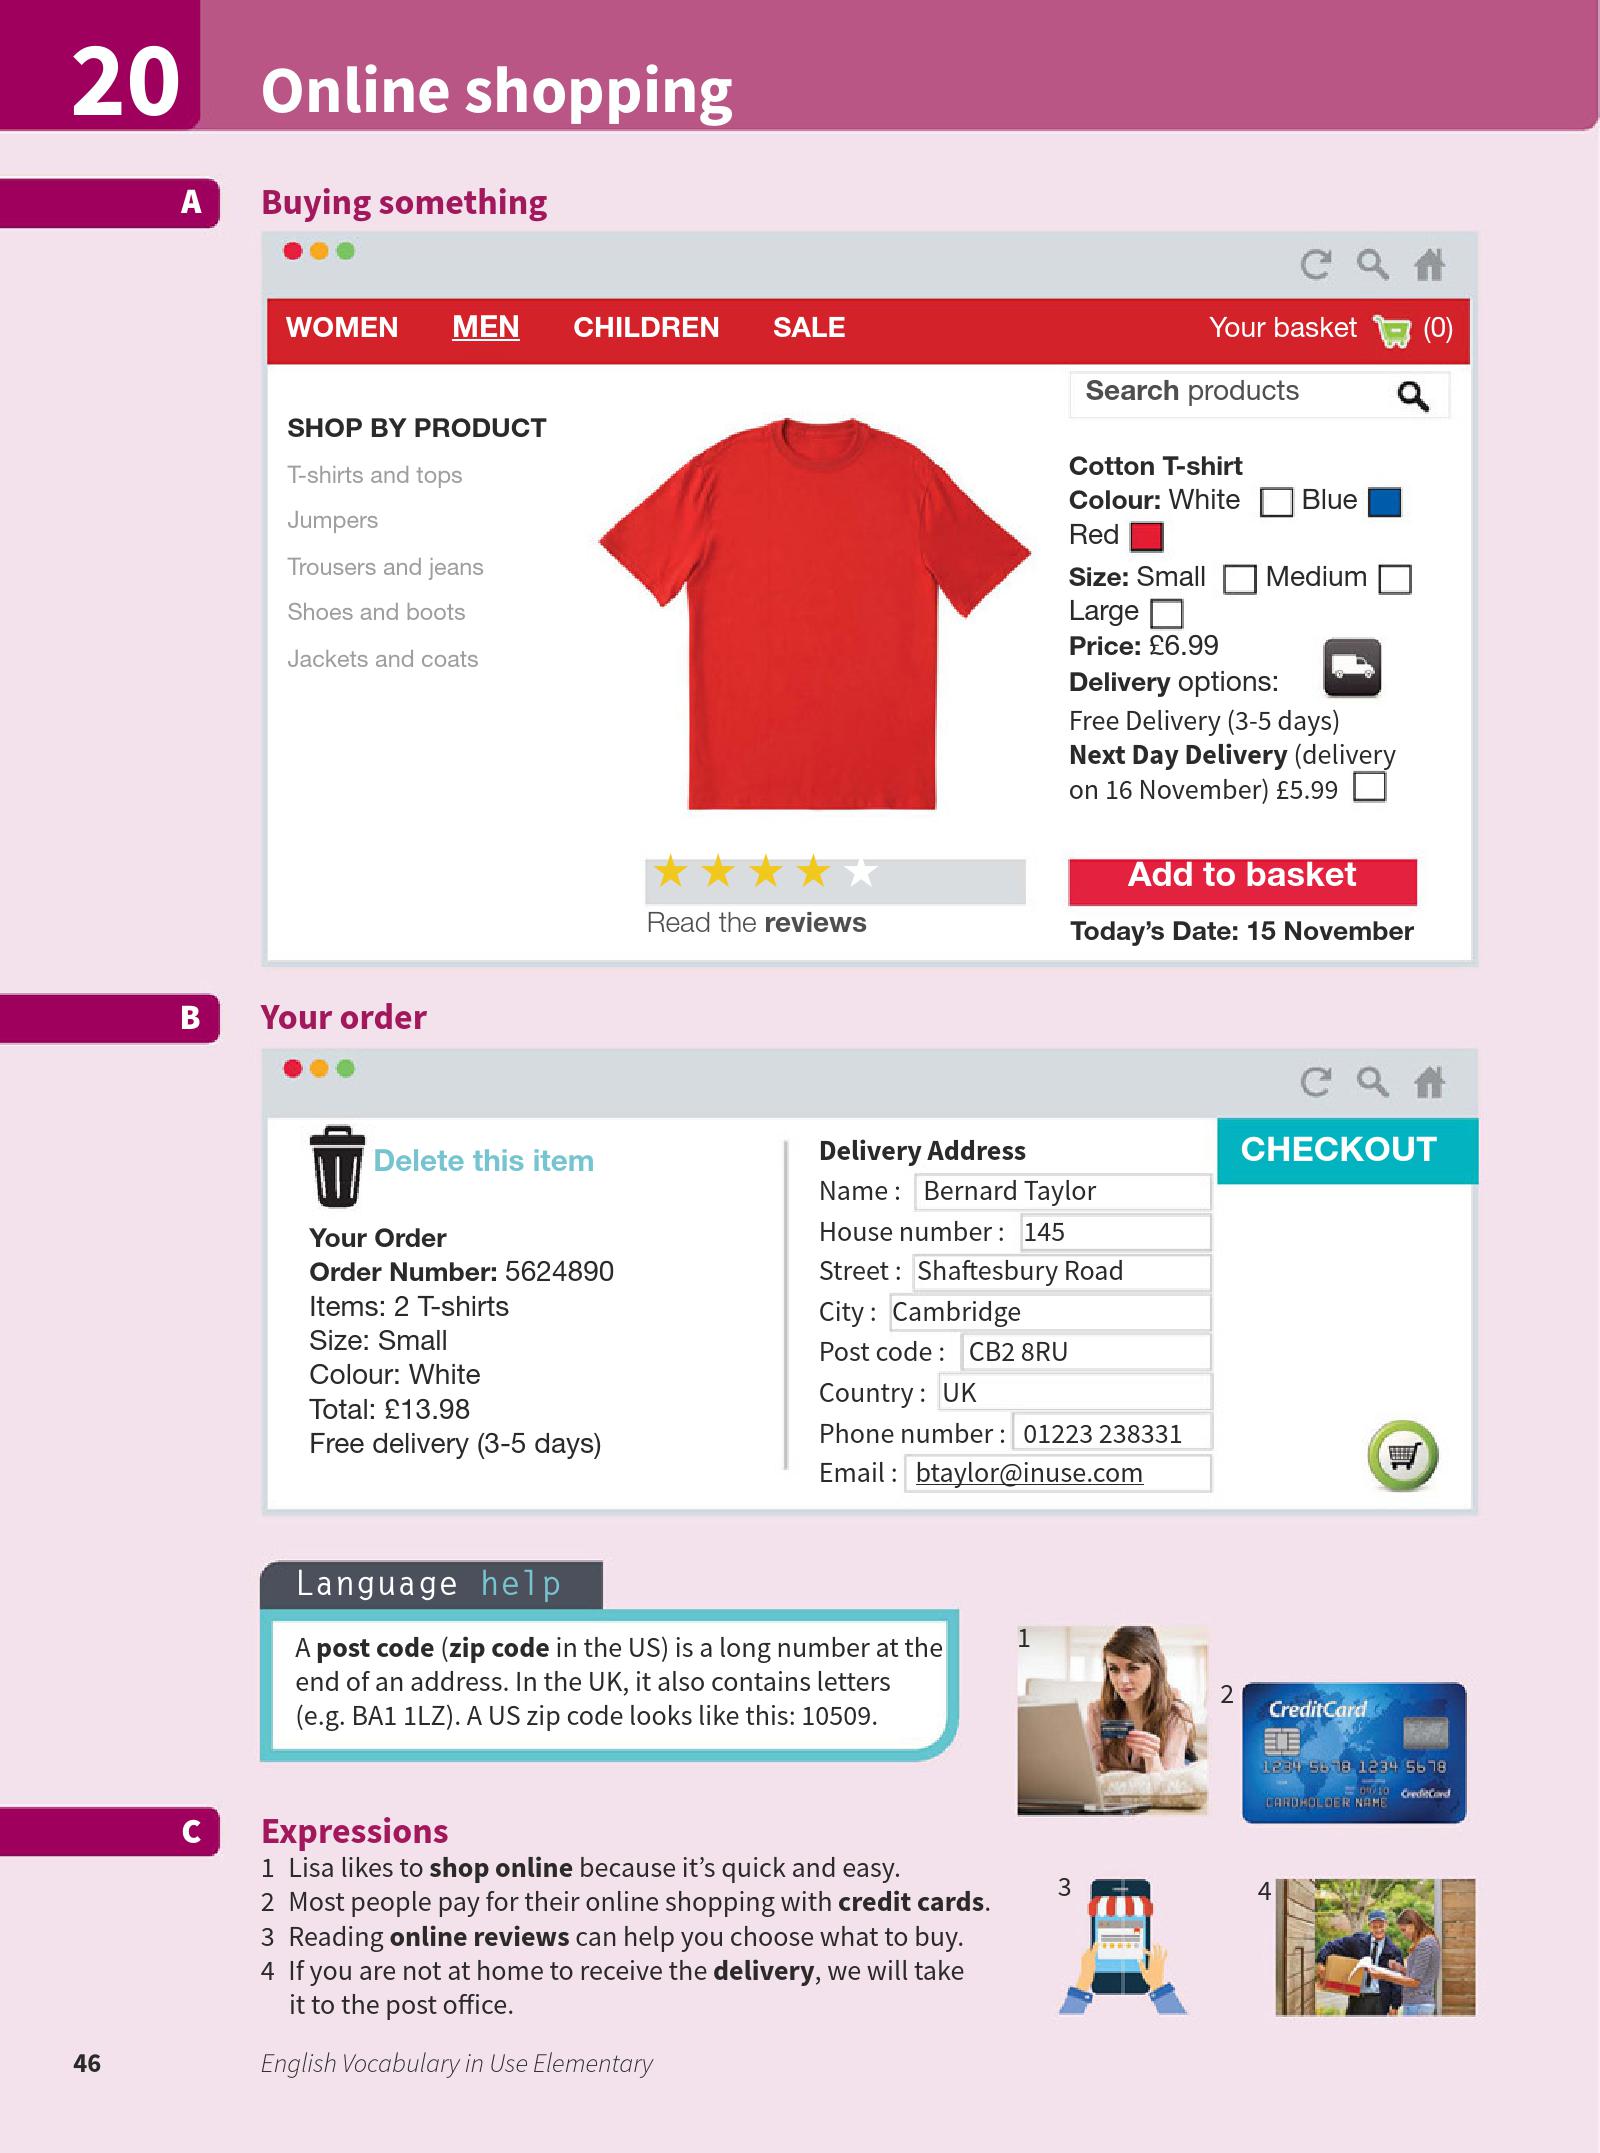 20 Online shopping
A Buying something
WOMEN MEN CHILDREN SALE Your basket (0)
Search products
SHOP BY PRODUCT
T-shirts and tops
Jumpers
Trousers and jeans
Shoes and boots
Jackets and coats
Cotton T-shirt
Colour: White Blue
Red
Size: Small Medium
Large
Price: £6.99
Delivery options:
Free Delivery (3-5 days)
Next Day Delivery (delivery
on 16 November) £5.99
Read the reviews
Add to basket
Today's Date: 15 November
B Your order
Delete this item
Your Order
Order Number: 5624890
Items: 2 T-shirts
Size: Small
Colour: White
Total: £13.98
Free delivery (3-5 days)
Delivery Address
Name : Bernard Taylor
House number : 145
Street : Shaftesbury Road
City : Cambridge
Post code : CB2 8RU
Country : UK
Phone number : 01223 238331
Email : btaylor@inuse.com
CHECKOUT
Language help
A post code (zip code in the US) is a long number at the
end of an address. In the UK, it also contains letters
(e.g. BA1 1LZ). A US zip code looks like this: 10509.
1
2
CreditCard
1234 5678 1234 5678
09/10
CreditCard
CARDHOLDER NAME
C Expressions
1 Lisa likes to shop online because it's quick and easy.
2 Most people pay for their online shopping with credit cards.
3 Reading online reviews can help you choose what to buy.
4 If you are not at home to receive the delivery, we will take
it to the post office.
3
4
46 English Vocabulary in Use Elementary